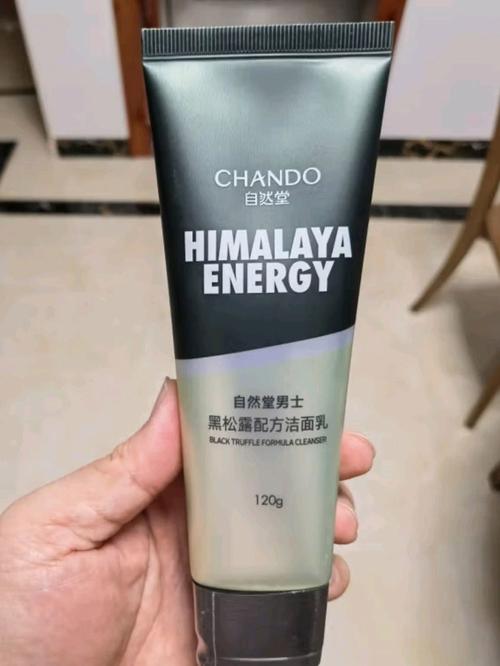 CHANDO
自然堂
HIMALAYA
ENERGY
自然堂男士
黑松露配方洁面乳
BLACK TRUFFLE FORMULA CLEANSER
120g